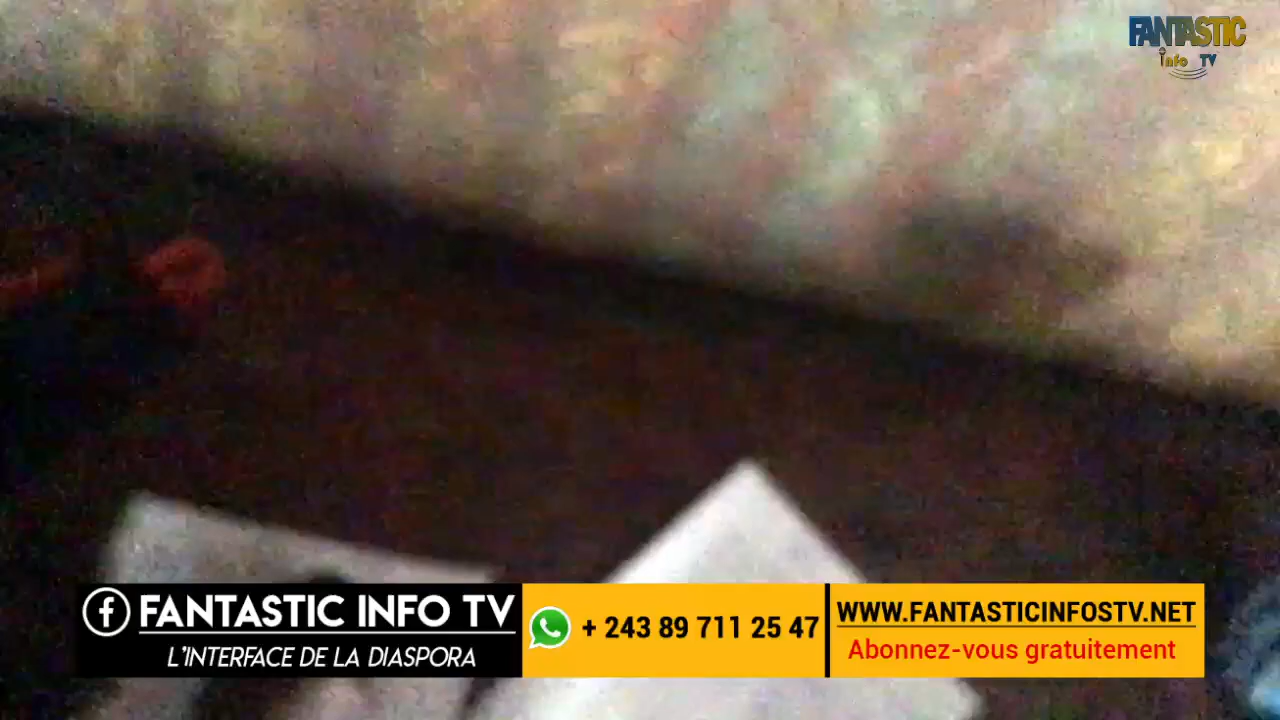 FANTASTIC
Info TV
FANTASTIC INFO TV
L'INTERFACE DE LA DIASPORA
+ 243 89 711 25 47
WWW.FANTASTICINFOSTV.NET
Abonnez-vous gratuitement